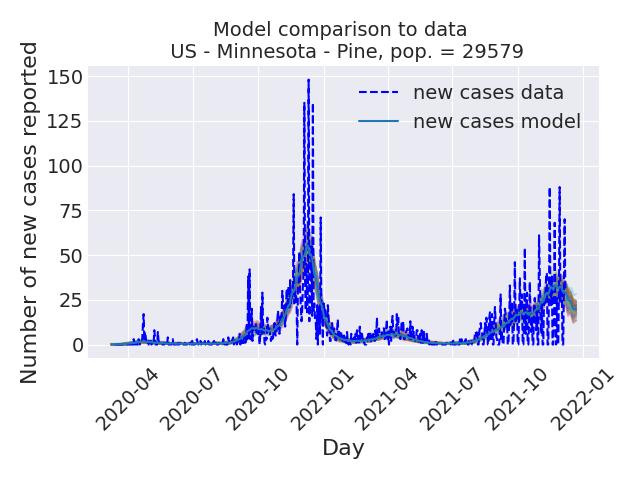 Model comparison to data
US - Minnesota - Pine, pop. = 29579
Number of new cases reported
150
125
100
75
50
25
0
new cases data
new cases model
2020-04
2020-07
2020-10
2021-01
2021-04
2021-07
2021-10
2022-01
Day